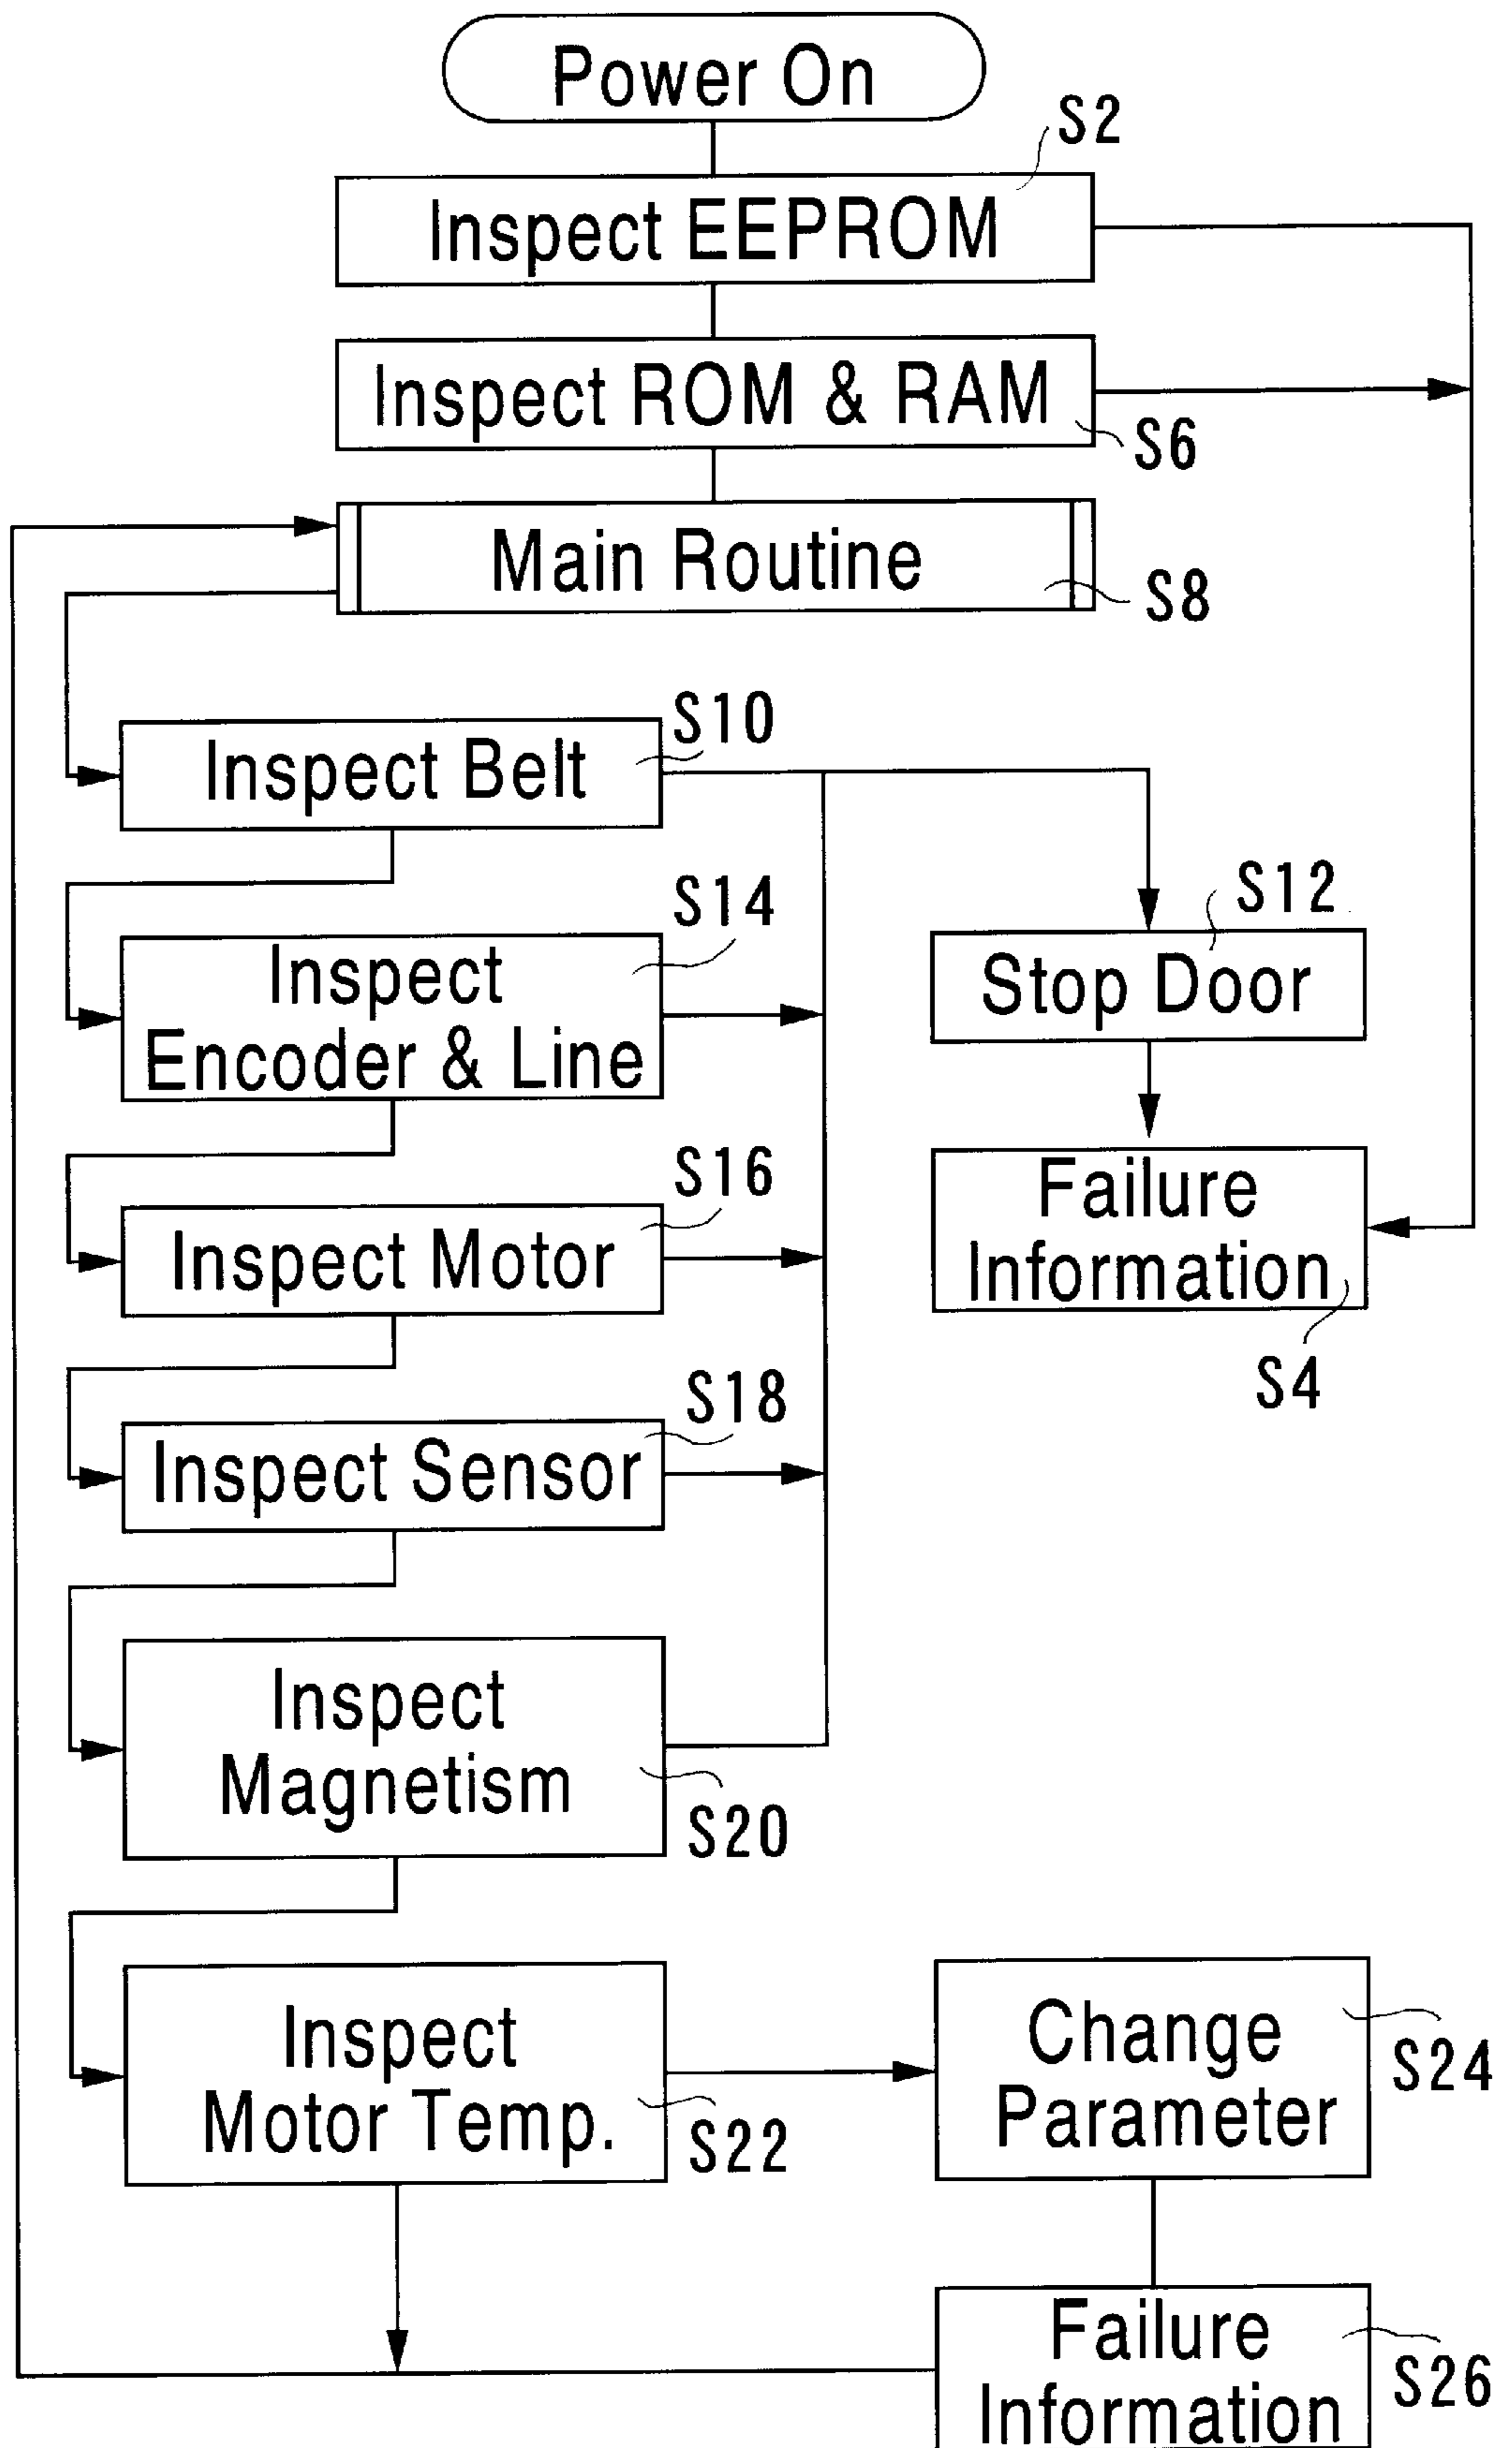 Power On
S2
Inspect EEPROM
Inspect ROM & RAM
S6
Main Routine
S8
S10
Inspect Belt
S12
Stop Door
S14
Inspect
Encoder & Line
S16
Inspect Motor
Failure
Information
S4
S18
Inspect Sensor
Inspect
Magnetism
S20
Inspect
Motor Temp.
S22
Change
Parameter
S24
Failure
Information
S26